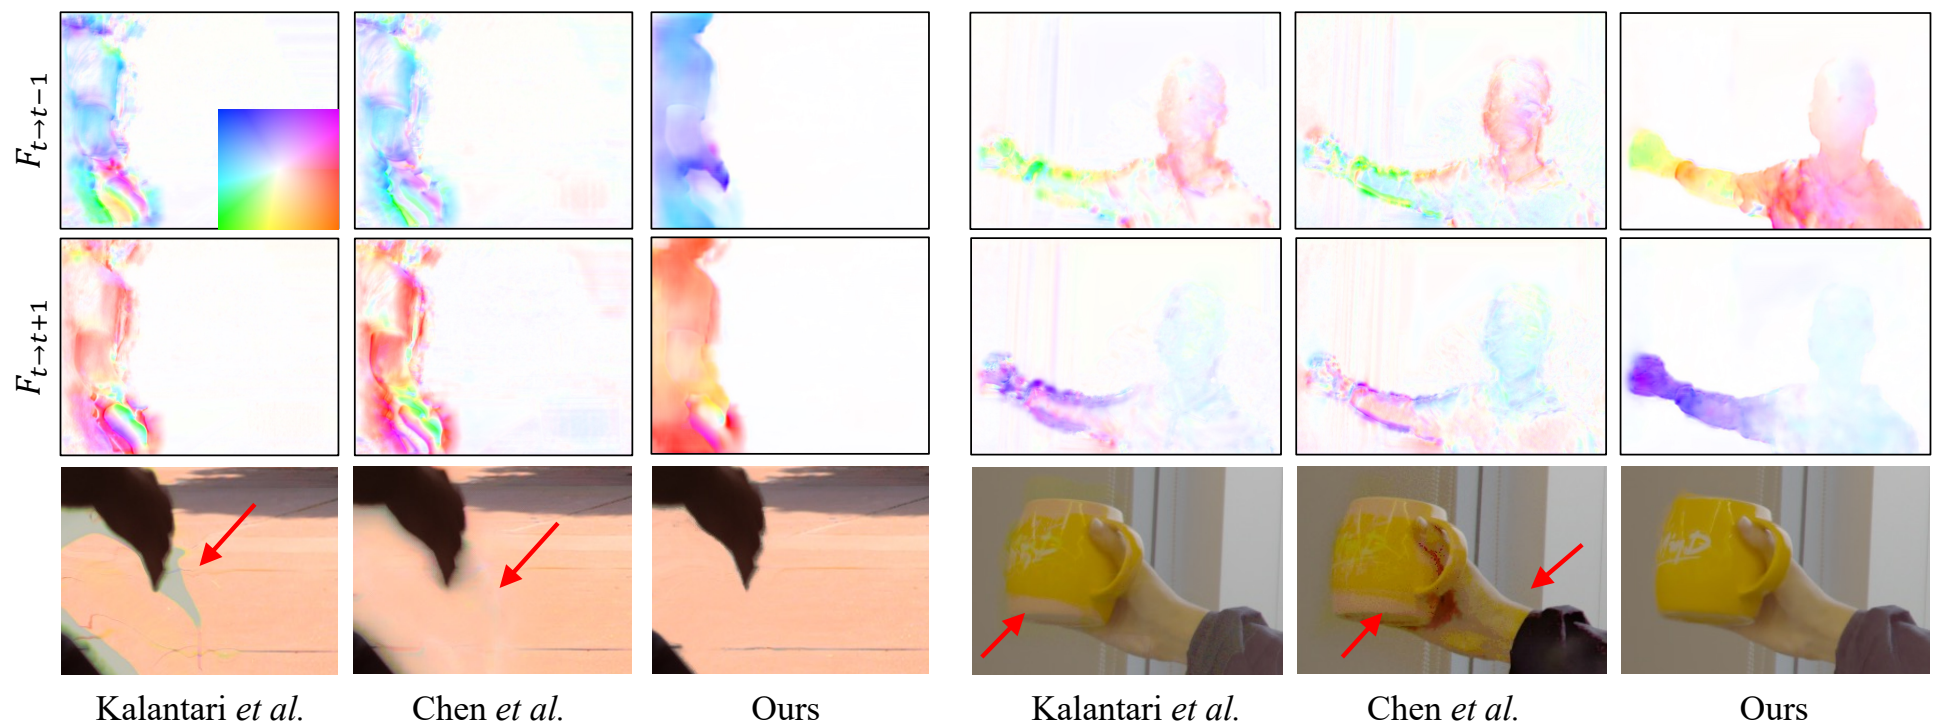 F_{t→t−1}
F_{t→t+1}
Kalantari et al.
Chen et al.
Ours
Kalantari et al.
Chen et al.
Ours